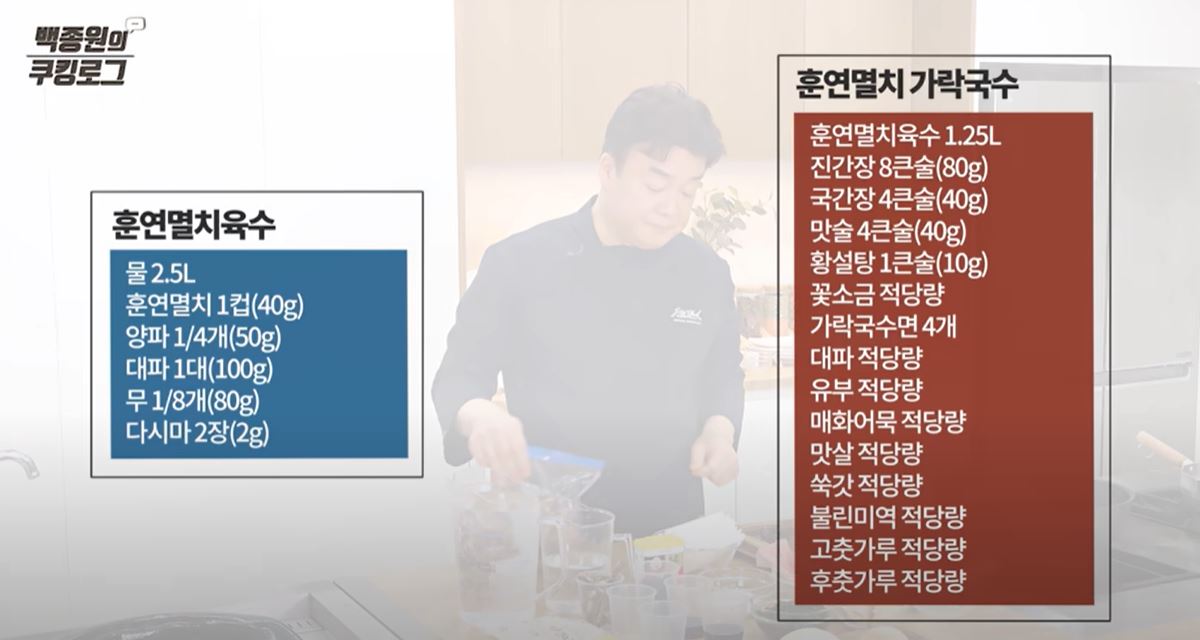 백종원의
쿠킹로그
훈연멸치육수
물 2.5L
훈연멸치 1컵(40g)
양파 1/4개(50g)
대파 1대(100g)
무 1/8개(80g)
다시마 2장(2g)
훈연멸치 가락국수
훈연멸치육수 1.25L
진간장 8큰술(80g)
국간장 4큰술(40g)
맛술 4큰술(40g)
황설탕 1큰술(10g)
꽃소금 적당량
가락국수면 4개
대파 적당량
유부 적당량
매화어묵 적당량
맛살 적당량
쑥갓 적당량
불린미역 적당량
고춧가루 적당량
후춧가루 적당량